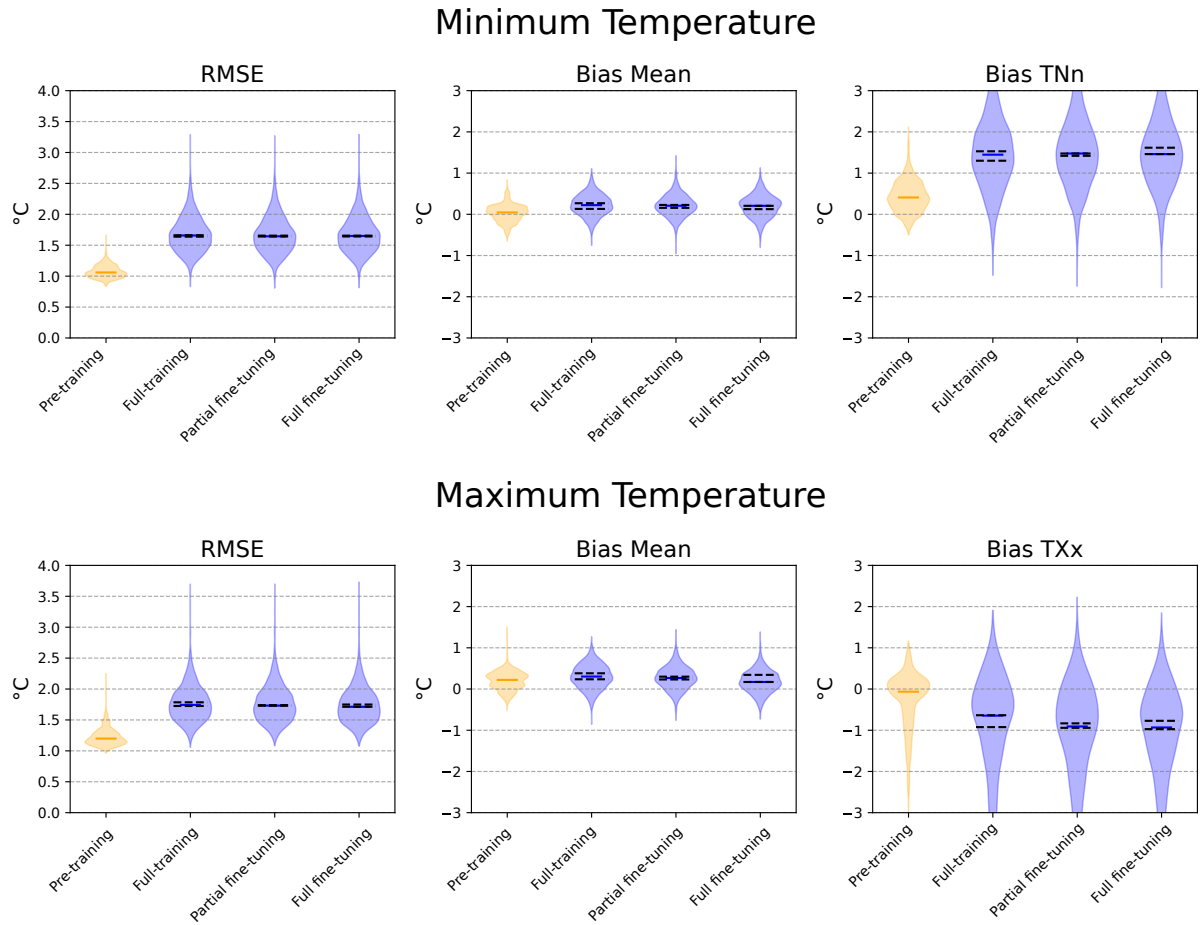 Minimum Temperature
RMSE
Bias Mean
Bias TNn
°C
4.0
3.5
3.0
2.5
2.0
1.5
1.0
0.5
0.0
Pre-training
Full-training
Partial fine-tuning
Full fine-tuning
°C
3
2
1
0
−1
−2
−3
Pre-training
Full-training
Partial fine-tuning
Full fine-tuning
°C
3
2
1
0
−1
−2
−3
Pre-training
Full-training
Partial fine-tuning
Full fine-tuning
Maximum Temperature
RMSE
Bias Mean
Bias TXx
°C
4.0
3.5
3.0
2.5
2.0
1.5
1.0
0.5
0.0
Pre-training
Full-training
Partial fine-tuning
Full fine-tuning
°C
3
2
1
0
−1
−2
−3
Pre-training
Full-training
Partial fine-tuning
Full fine-tuning
°C
3
2
1
0
−1
−2
−3
Pre-training
Full-training
Partial fine-tuning
Full fine-tuning